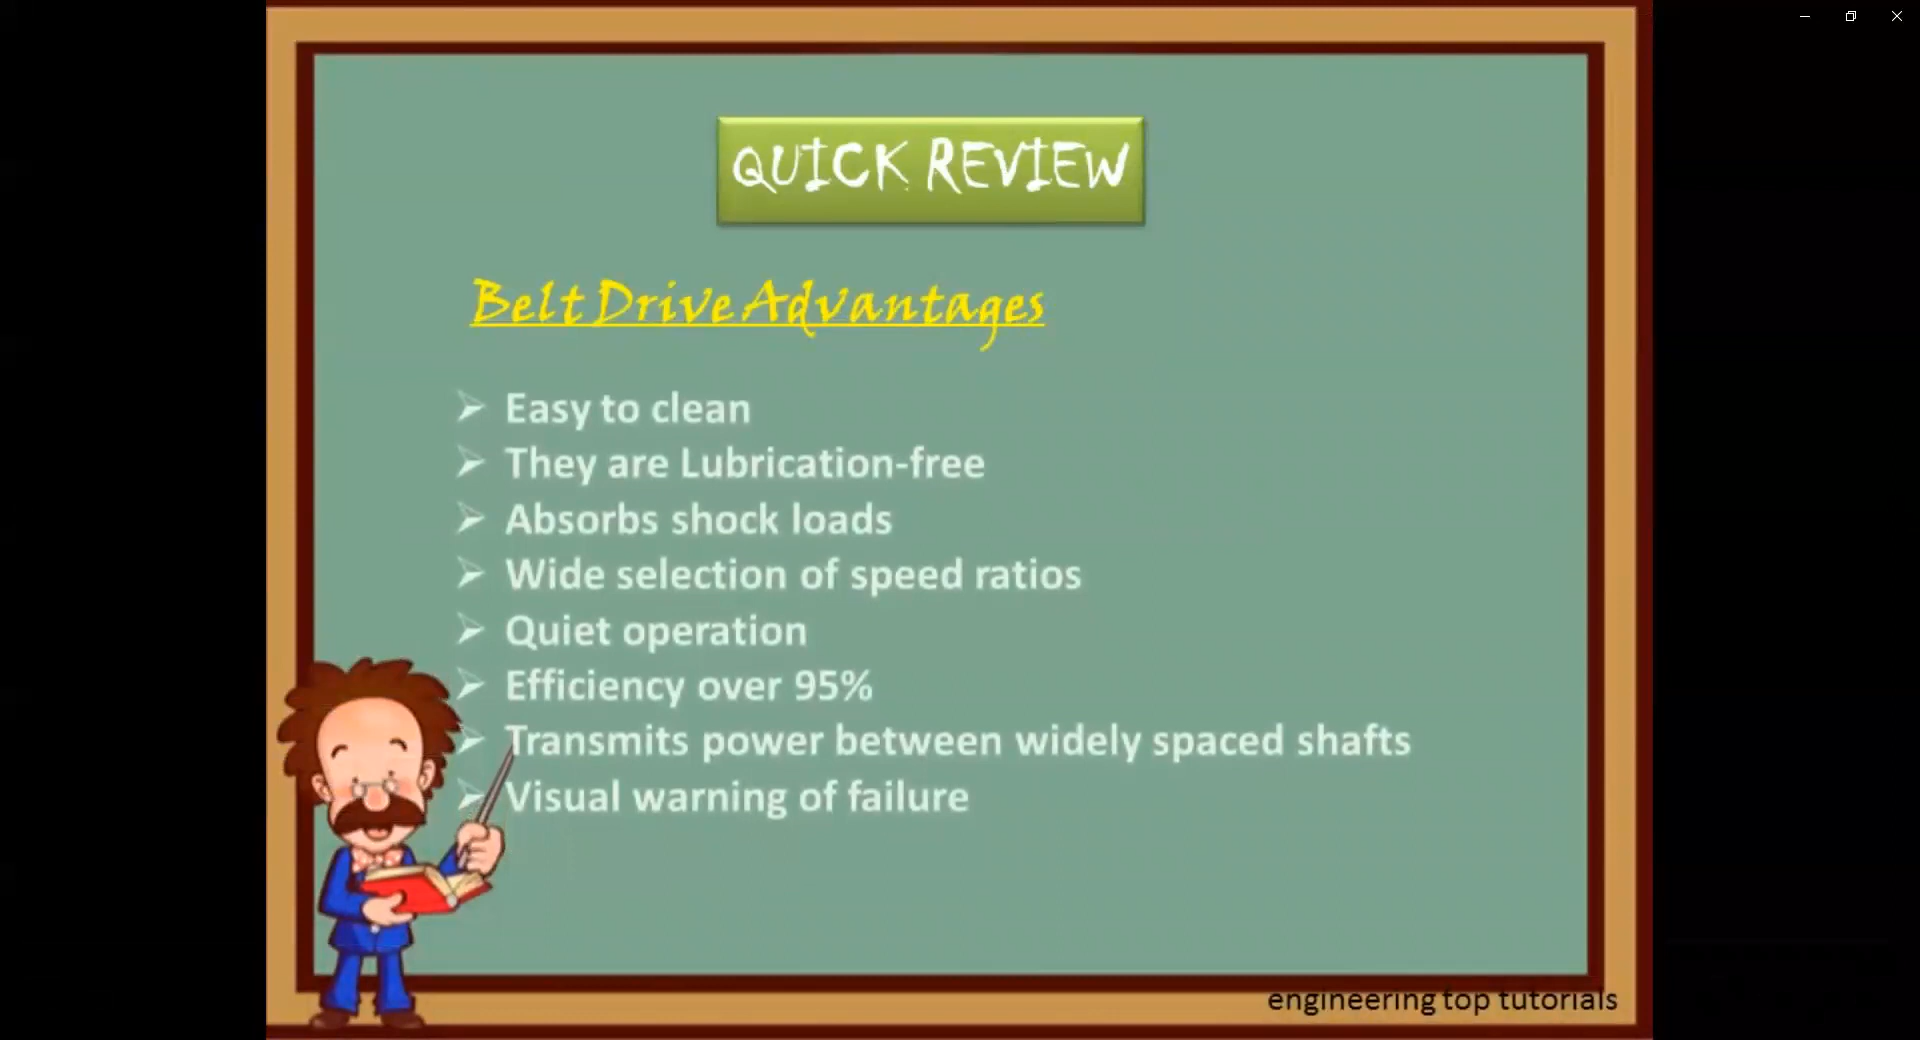 QUICK REVIEW
Belt Drive Advantages
Easy to clean
They are Lubrication-free
Absorbs shock loads
Wide selection of speed ratios
Quiet operation
Efficiency over 95%
Transmits power between widely spaced shafts
Visual warning of failure
engineering top tutorials